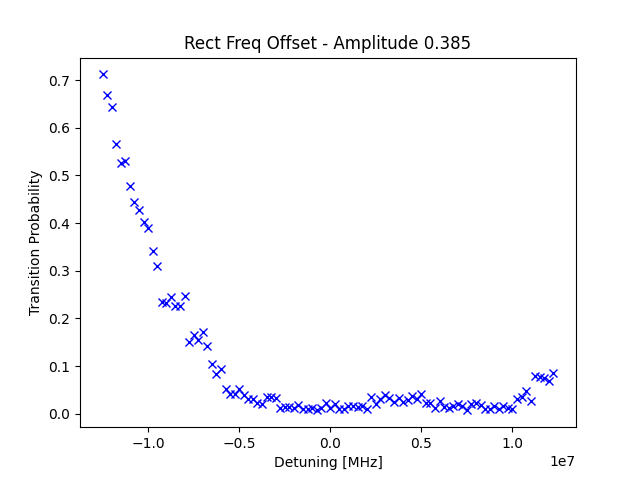 Rect Freq Offset - Amplitude 0.385
Transition Probability
0.7
0.6
0.5
0.4
0.3
0.2
0.1
0.0
−1.0 −0.5 0.0 0.5 1.0
1e7
Detuning [MHz]